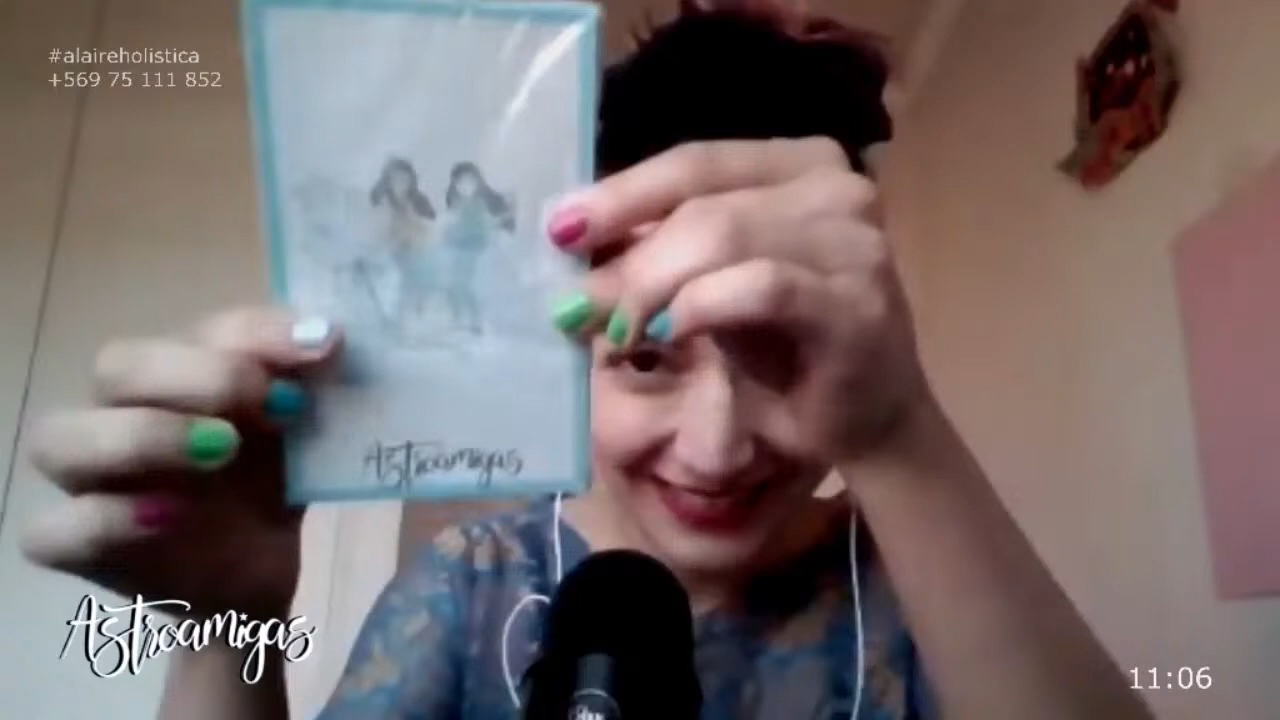 #alaireholistica
+569 75 111 852
Astroamigas
Astroamigas
11:06